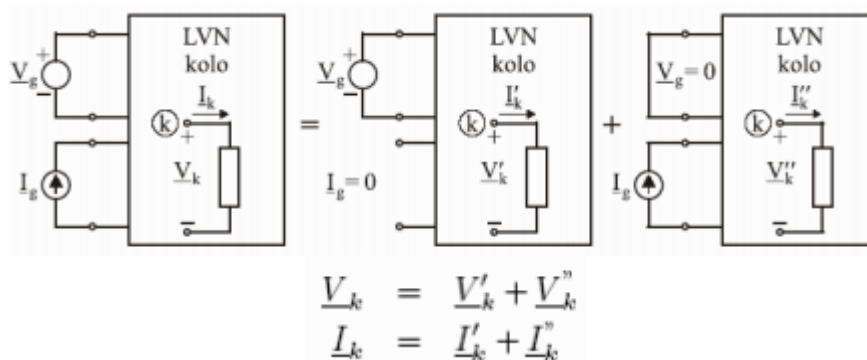 LVN
kolo
V_g + −
I_k
k +
V_k −
I_g
=
LVN
kolo
V_g + −
I′_k
k +
V′_k −
I_g = 0
+
LVN
kolo
V_g = 0
I″_k
k +
V″_k −
I_g
V_k = V′_k + V″_k
I_k = I′_k + I″_k